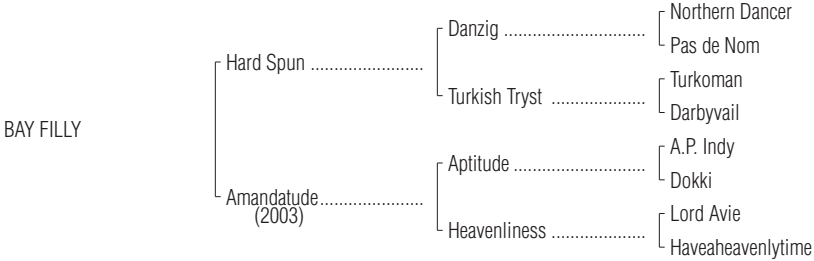 Northern Dancer
Danzig ..............................
Pas de Nom
Hard Spun ........................
Turkoman
Turkish Tryst ....................
Darbyvail
BAY FILLY
A.P. Indy
Aptitude ............................
Dokki
Amandatude......................
(2003)
Lord Avie
Heavenliness ....................
Haveaheavenlytime